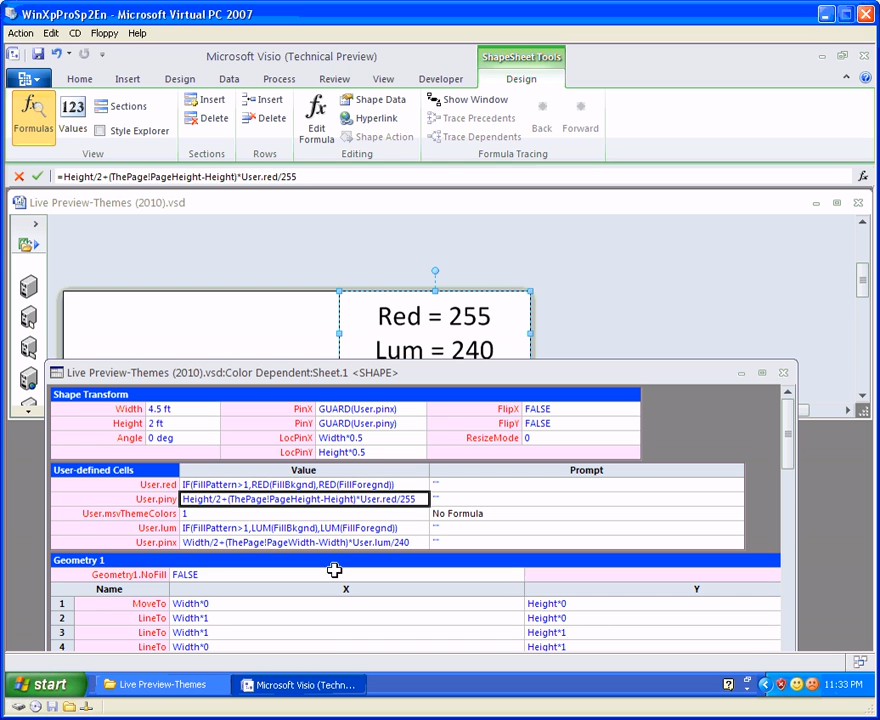 WinXpProSp2En - Microsoft Virtual PC 2007
Action Edit CD Floppy Help
Microsoft Visio (Technical Preview) ShapeSheet Tools
Home Insert Design Data Process Review View Developer Design
fx Formulas
123 Values
Sections
Style Explorer
View
Insert
Delete
Sections
Insert
Delete
Rows
fx Edit Formula
Shape Data
Hyperlink
Shape Action
Editing
Show Window
Trace Precedents
Trace Dependents
Back Forward
Formula Tracing
=Height/2+(ThePage!PageHeight-Height)*User.red/255 fx
Live Preview-Themes (2010).vsd
Red = 255
Lum = 240
Live Preview-Themes (2010).vsd:Color Dependent:Sheet.1 <SHAPE>
Shape Transform
Width 4.5 ft PinX GUARD(User.pinx) FlipX FALSE
Height 2 ft PinY GUARD(User.piny) FlipY FALSE
Angle 0 deg LocPinX Width*0.5 ResizeMode 0
LocPinY Height*0.5
User-defined Cells Value Prompt
User.red IF(FillPattern>1,RED(FillBkgnd),RED(FillForegnd)) ""
User.piny Height/2+(ThePage!PageHeight-Height)*User.red/255 ""
User.msvThemeColors 1 No Formula
User.lum IF(FillPattern>1,LUM(FillBkgnd),LUM(FillForegnd)) ""
User.pinx Width/2+(ThePage!PageWidth-Width)*User.lum/240 ""
Geometry 1
Geometry1.NoFill FALSE
Name X Y
1 MoveTo Width*0 Height*0
2 LineTo Width*1 Height*0
3 LineTo Width*1 Height*1
4 LineTo Width*0 Height*1
start Live Preview-Themes Microsoft Visio (Techn... ? 11:33 PM